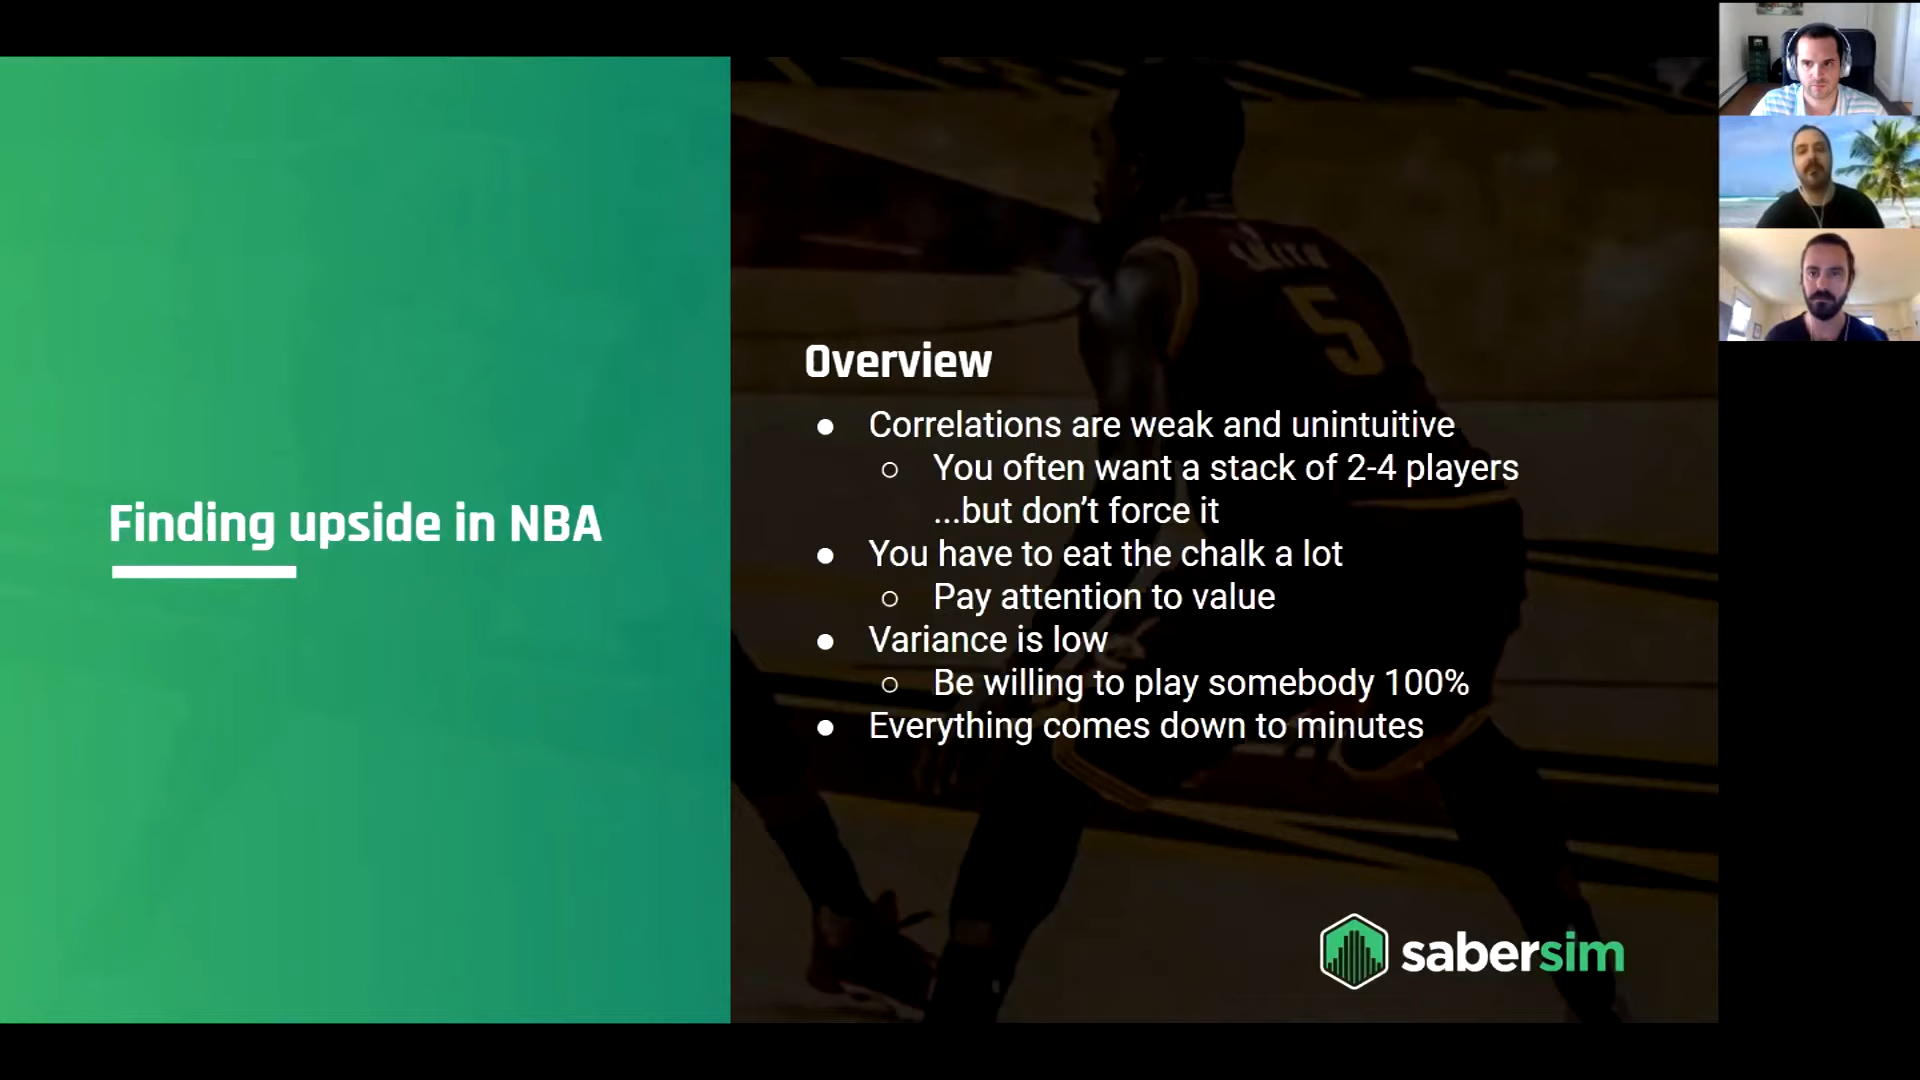 Finding upside in NBA
Overview
● Correlations are weak and unintuitive
○ You often want a stack of 2-4 players
...but don't force it
● You have to eat the chalk a lot
○ Pay attention to value
● Variance is low
○ Be willing to play somebody 100%
● Everything comes down to minutes
SMITH
5
sabersim